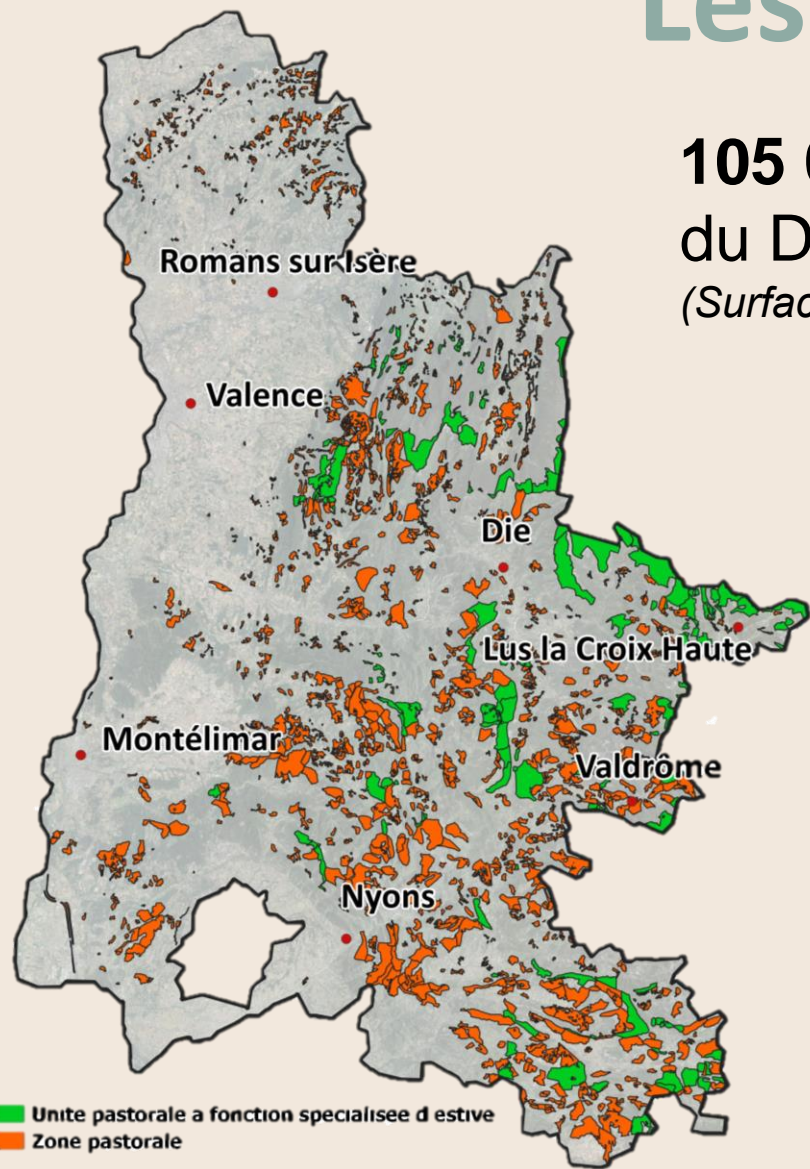 Les
105
du D
(Surfac
Romans sur Isère
Valence
Die
Lus la Croix Haute
Montélimar
Valdrôme
Nyons
Unite pastorale a fonction specialisee d estive
Zone pastorale